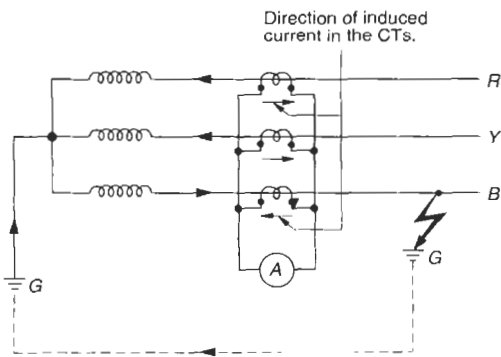 Direction of induced
current in the CTs.
R
Y
B
A
G
G